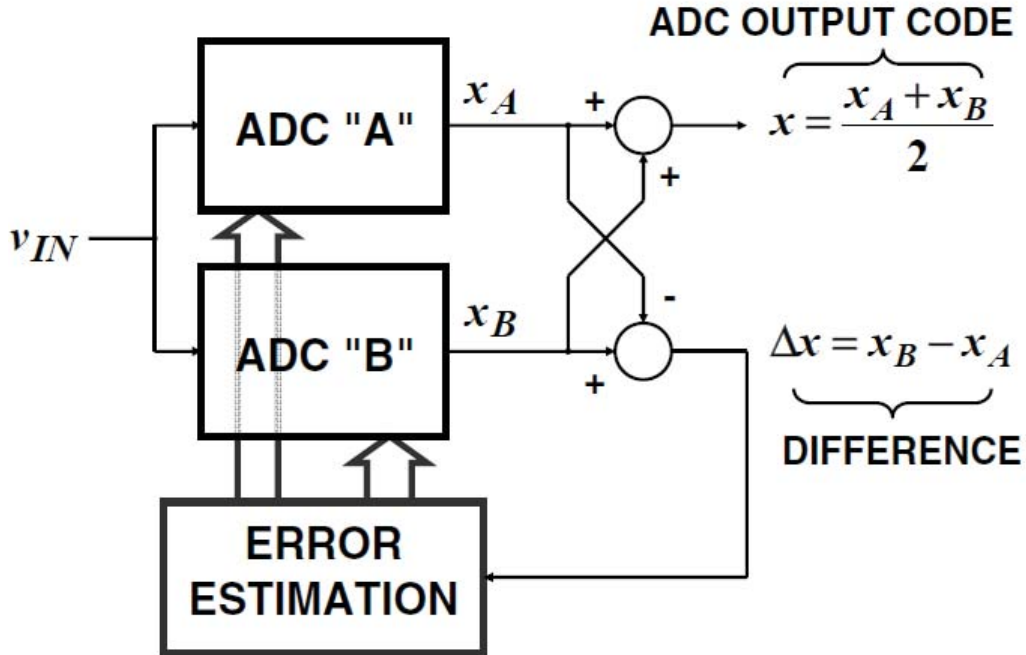 ADC OUTPUT CODE
x = (x_A + x_B) / 2
ADC "A"
x_A
+
+
v_IN
ADC "B"
x_B
-
+
Δx = x_B − x_A
DIFFERENCE
ERROR
ESTIMATION